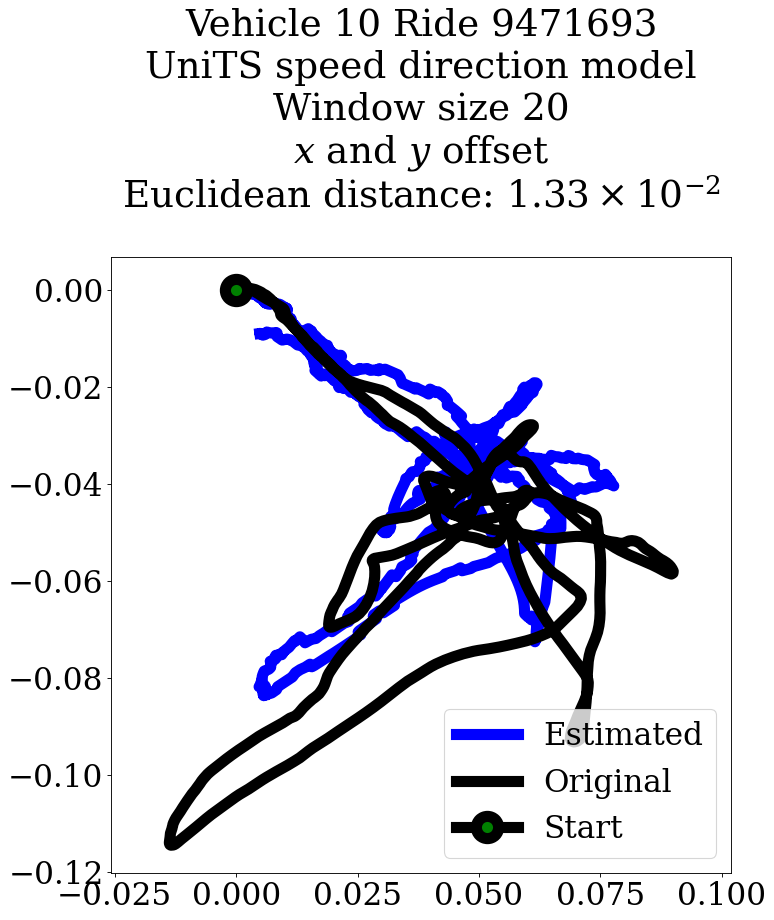 Vehicle 10 Ride 9471693
UniTS speed direction model
Window size 20
x and y offset
Euclidean distance: 1.33 × 10⁻²
0.00
−0.02
−0.04
−0.06
−0.08
−0.10
−0.12
Estimated
Original
Start
−0.025 0.000 0.025 0.050 0.075 0.100